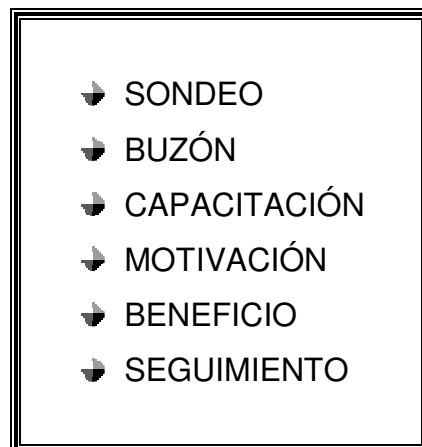 SONDEO
BUZÓN
CAPACITACIÓN
MOTIVACIÓN
BENEFICIO
SEGUIMIENTO